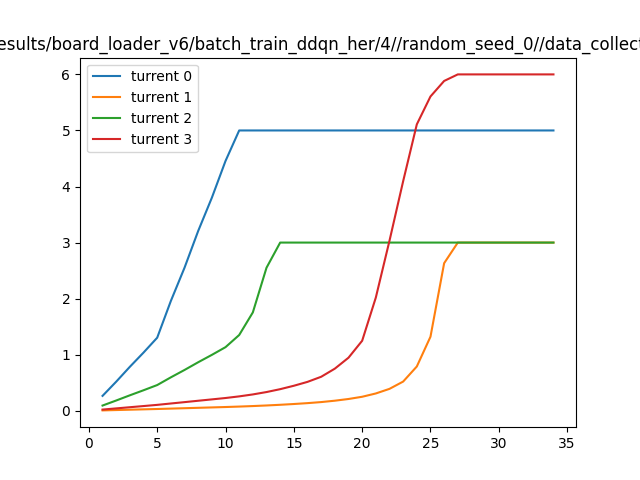 esults/board_loader_v6/batch_train_ddqn_her/4//random_seed_0//data_collect
turrent 0
turrent 1
turrent 2
turrent 3
6
5
4
3
2
1
0
0 5 10 15 20 25 30 35